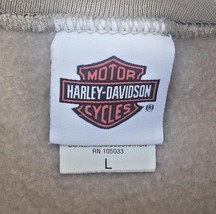 MOTOR
HARLEY-DAVIDSON
CYCLES ®
RN 105033
L